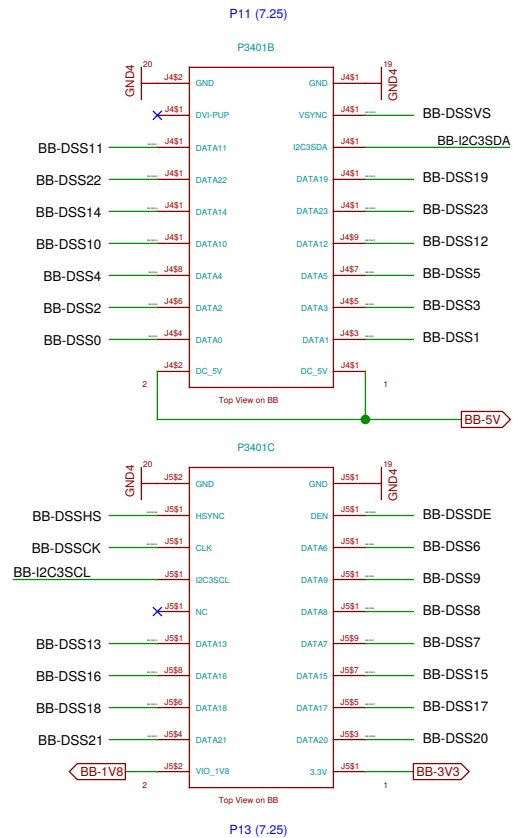 P11 (7.25)
P3401B
20 19
GND4 J4$2 GND GND J4$1 GND4
J4$1 DVI-PUP VSYNC J4$1 BB-DSSVS
BB-DSS11 J4$1 DATA11 I2C3SDA J4$1 BB-I2C3SDA
BB-DSS22 J4$1 DATA22 DATA19 J4$1 BB-DSS19
BB-DSS14 J4$1 DATA14 DATA23 J4$1 BB-DSS23
BB-DSS10 J4$1 DATA10 DATA12 J4$9 BB-DSS12
BB-DSS4 J4$8 DATA4 DATA5 J4$7 BB-DSS5
BB-DSS2 J4$6 DATA2 DATA3 J4$5 BB-DSS3
BB-DSS0 J4$4 DATA0 DATA1 J4$3 BB-DSS1
J4$2 DC_5V DC_5V J4$1
2 1
Top View on BB
BB-5V
P3401C
20 19
GND4 J5$2 GND GND J5$1 GND4
BB-DSSHS J5$1 HSYNC DEN J5$1 BB-DSSDE
BB-DSSCK J5$1 CLK DATA6 J5$1 BB-DSS6
BB-I2C3SCL J5$1 I2C3SCL DATA9 J5$1 BB-DSS9
J5$1 NC DATA8 J5$1 BB-DSS8
BB-DSS13 J5$1 DATA13 DATA7 J5$9 BB-DSS7
BB-DSS16 J5$8 DATA16 DATA15 J5$7 BB-DSS15
BB-DSS18 J5$6 DATA18 DATA17 J5$5 BB-DSS17
BB-DSS21 J5$4 DATA21 DATA20 J5$3 BB-DSS20
BB-1V8 J5$2 VIO_1V8 3.3V J5$1 BB-3V3
2 1
Top View on BB
P13 (7.25)